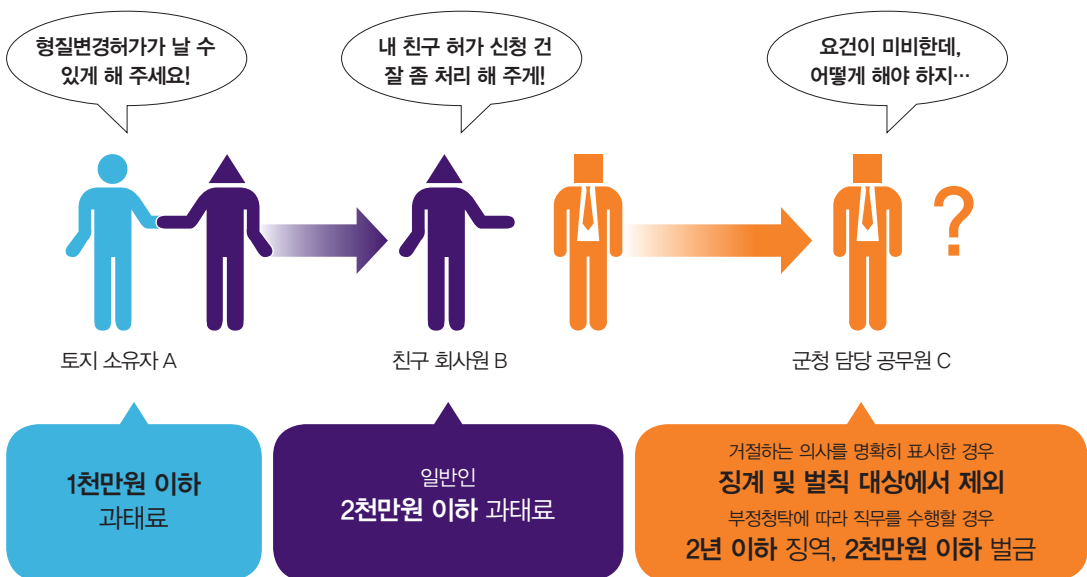 형질변경허가가 날 수
있게 해 주세요!
내 친구 허가 신청 건
잘 좀 처리 해 주게!
요건이 미비한데,
어떻게 해야 하지…
?
토지 소유자 A
친구 회사원 B
군청 담당 공무원 C
1천만원 이하
과태료
일반인
2천만원 이하 과태료
거절하는 의사를 명확히 표시한 경우
징계 및 벌칙 대상에서 제외
부정청탁에 따라 직무를 수행할 경우
2년 이하 징역, 2천만원 이하 벌금